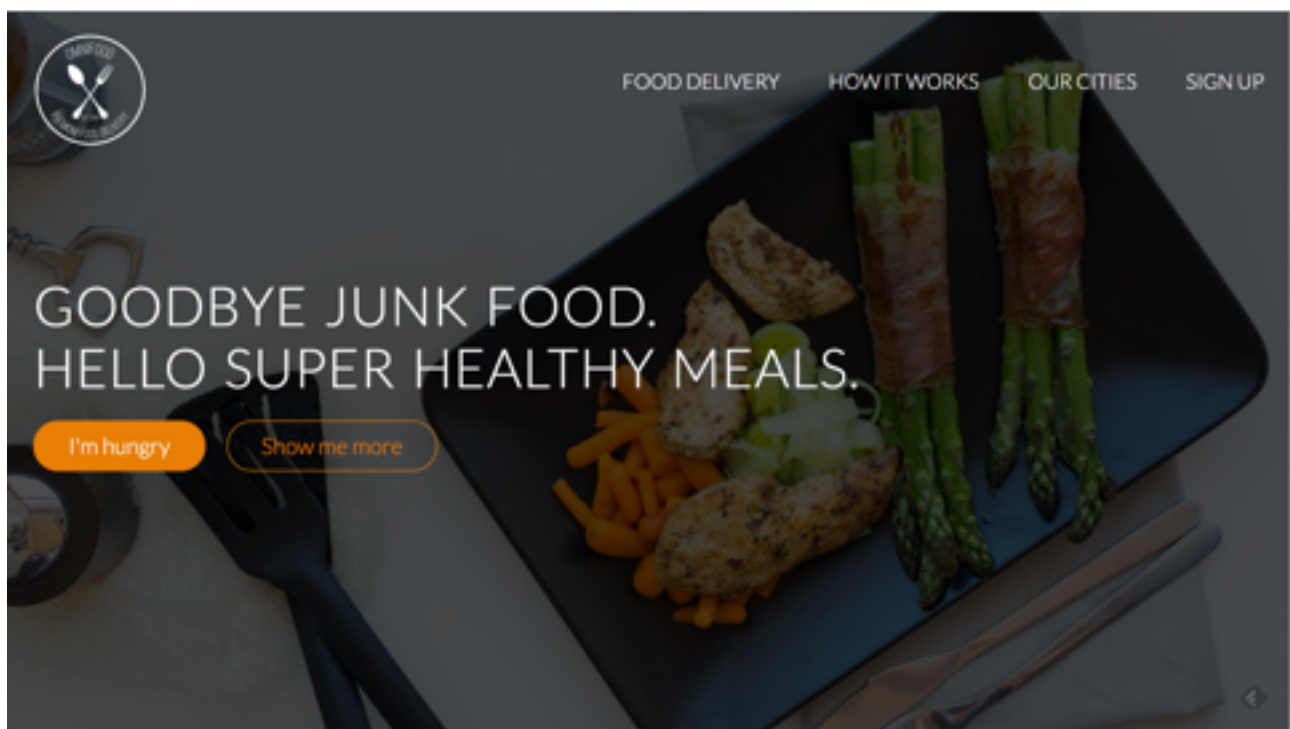 OMNIFOOD
FOOD DELIVERY
HOW IT WORKS
OUR CITIES
SIGN UP
GOODBYE JUNK FOOD.
HELLO SUPER HEALTHY MEALS.
I'm hungry
Show me more